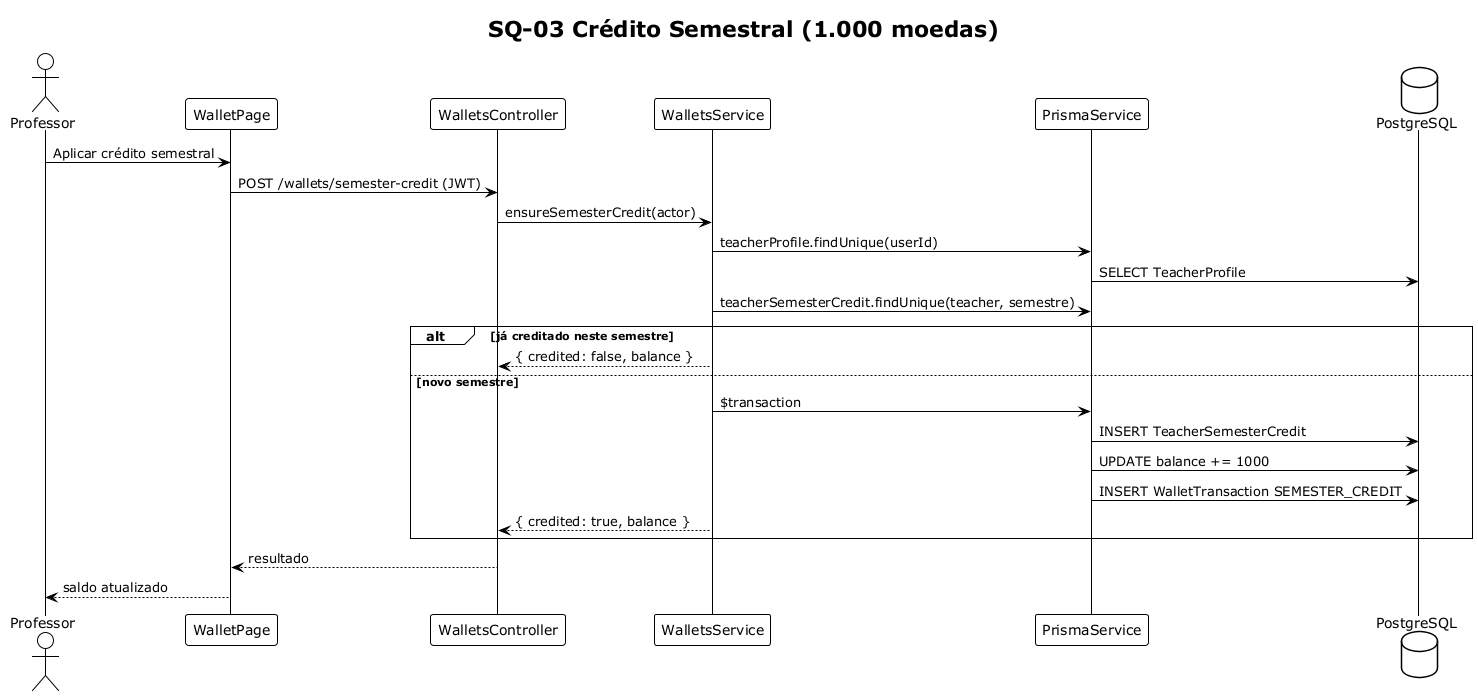 SQ-03 Crédito Semestral (1.000 moedas)
Professor
WalletPage
WalletsController
WalletsService
PrismaService
PostgreSQL
Aplicar crédito semestral
POST /wallets/semester-credit (JWT)
ensureSemesterCredit(actor)
teacherProfile.findUnique(userId)
SELECT TeacherProfile
teacherSemesterCredit.findUnique(teacher, semestre)
alt [já creditado neste semestre]
{ credited: false, balance }
[novo semestre]
$transaction
INSERT TeacherSemesterCredit
UPDATE balance += 1000
INSERT WalletTransaction SEMESTER_CREDIT
{ credited: true, balance }
resultado
saldo atualizado
Professor
WalletPage
WalletsController
WalletsService
PrismaService
PostgreSQL